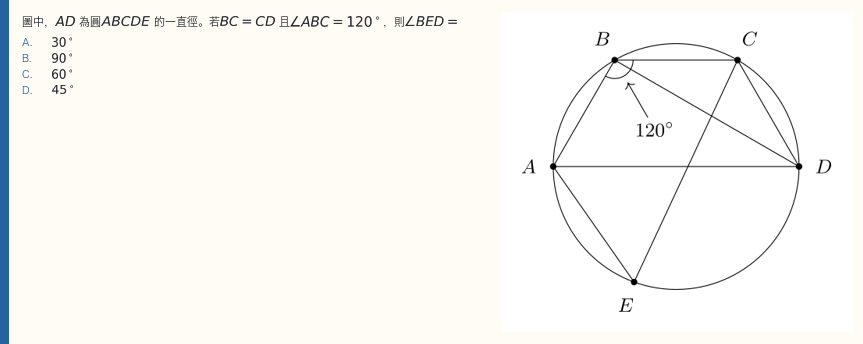 圖中，AD 為圓ABCDE 的一直徑。若BC = CD 且∠ABC = 120°，則∠BED =
A. 30°
B. 90°
C. 60°
D. 45°
B
C
120°
A
D
E